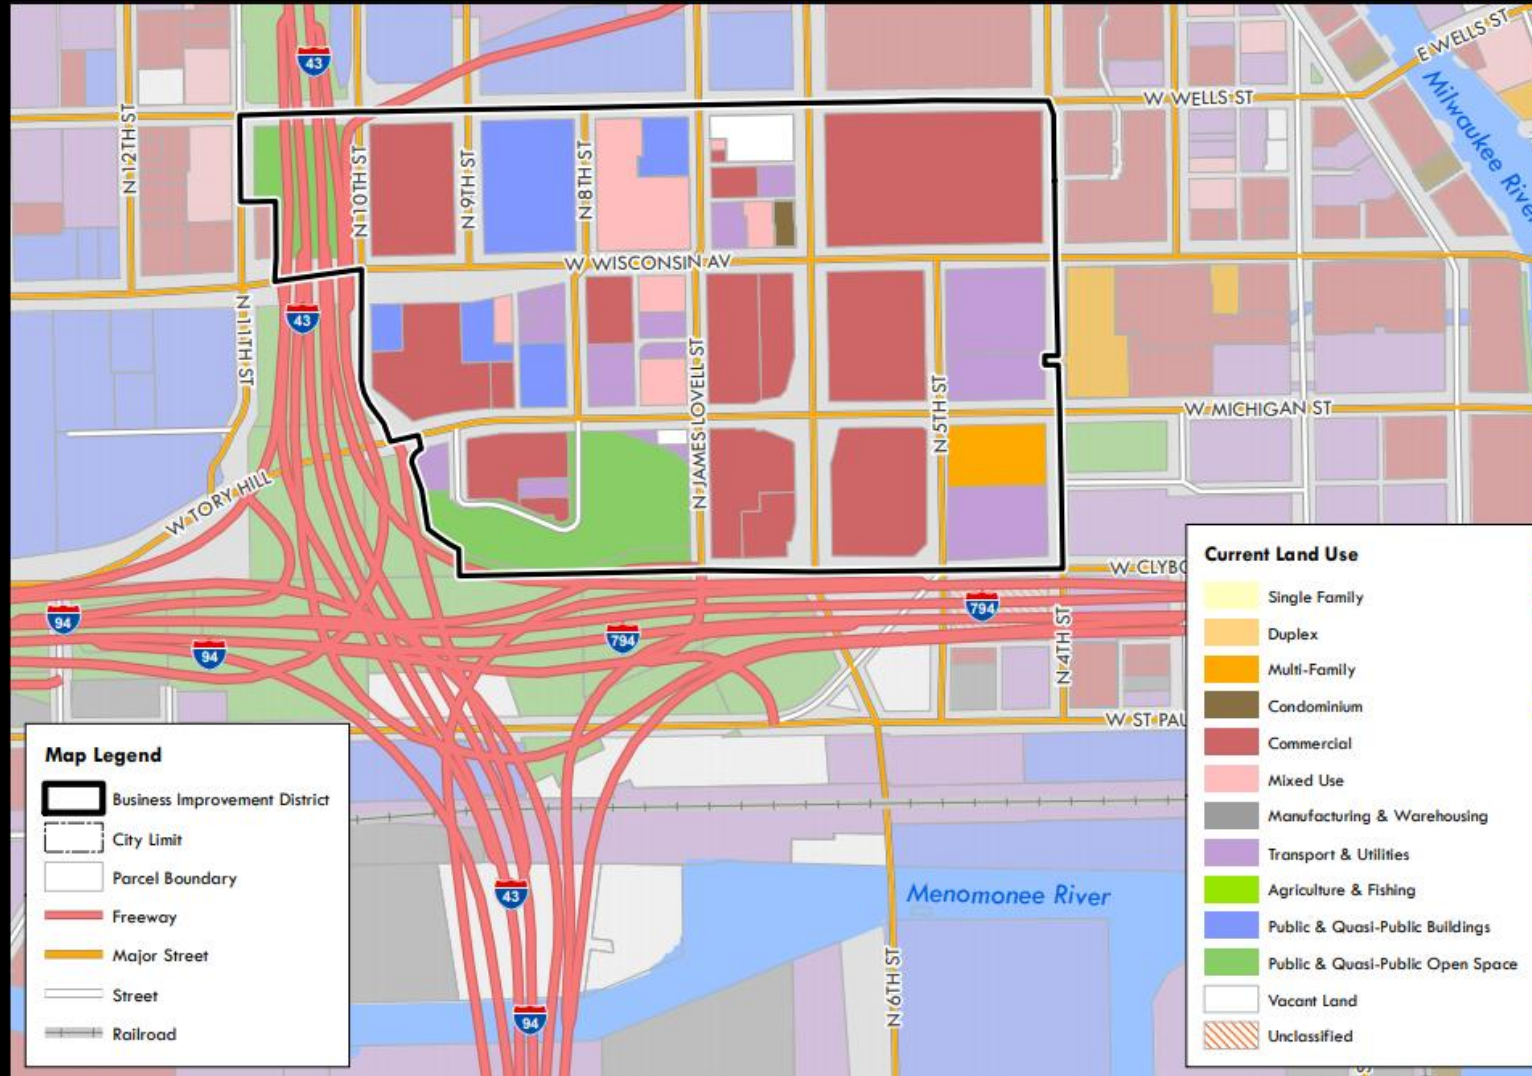 43
E WELLS ST
W WELLS ST
Milwaukee River
N 12TH ST
N 10TH ST
N 9TH ST
N 8TH ST
W WISCONSIN AV
43
N 11TH ST
N JAMES LOVELL ST
N 5TH ST
W MICHIGAN ST
W TORY HILL
W CLYBO
94
94
794
794
N 4TH ST
W ST PAU
Menomonee River
43
N 6TH ST
94
Map Legend
Business Improvement District
City Limit
Parcel Boundary
Freeway
Major Street
Street
Railroad
Current Land Use
Single Family
Duplex
Multi-Family
Condominium
Commercial
Mixed Use
Manufacturing & Warehousing
Transport & Utilities
Agriculture & Fishing
Public & Quasi-Public Buildings
Public & Quasi-Public Open Space
Vacant Land
Unclassified